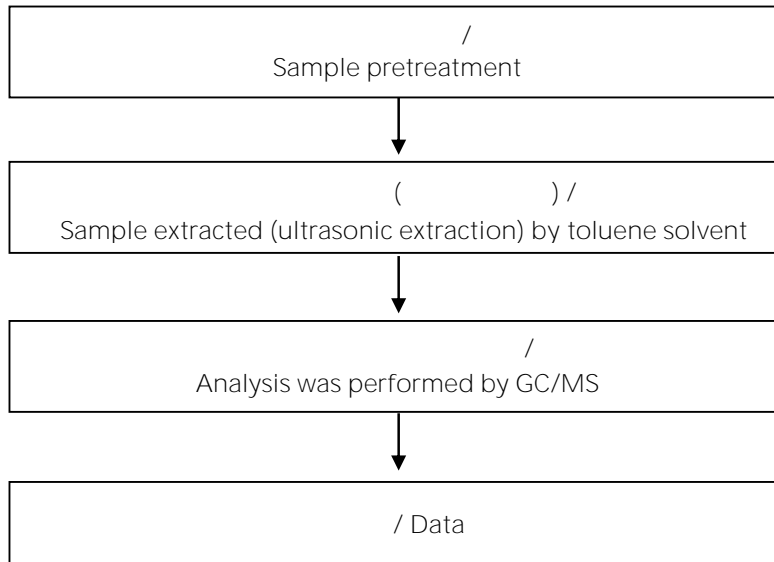 /
Sample pretreatment
( ) /
Sample extracted (ultrasonic extraction) by toluene solvent
/
Analysis was performed by GC/MS
/ Data